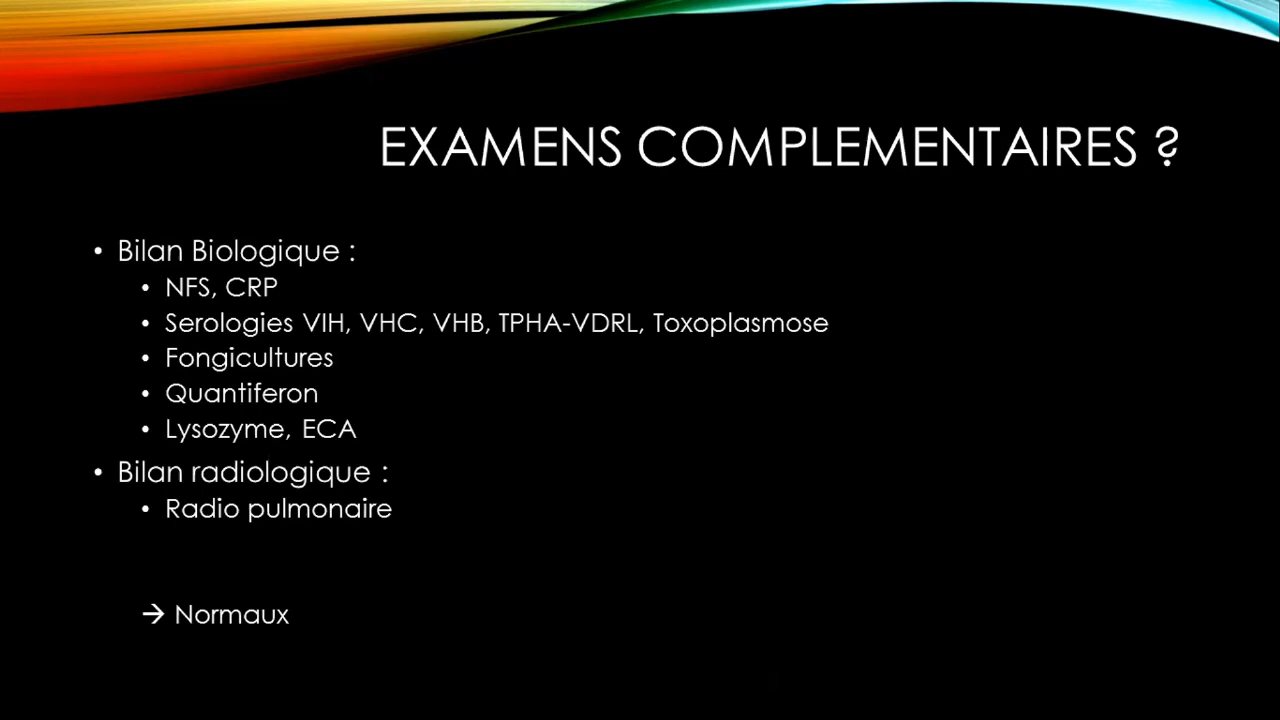 EXAMENS COMPLEMENTAIRES ?
• Bilan Biologique :
• NFS, CRP
• Serologies VIH, VHC, VHB, TPHA-VDRL, Toxoplasmose
• Fongicultures
• Quantiferon
• Lysozyme, ECA
• Bilan radiologique :
• Radio pulmonaire
→ Normaux